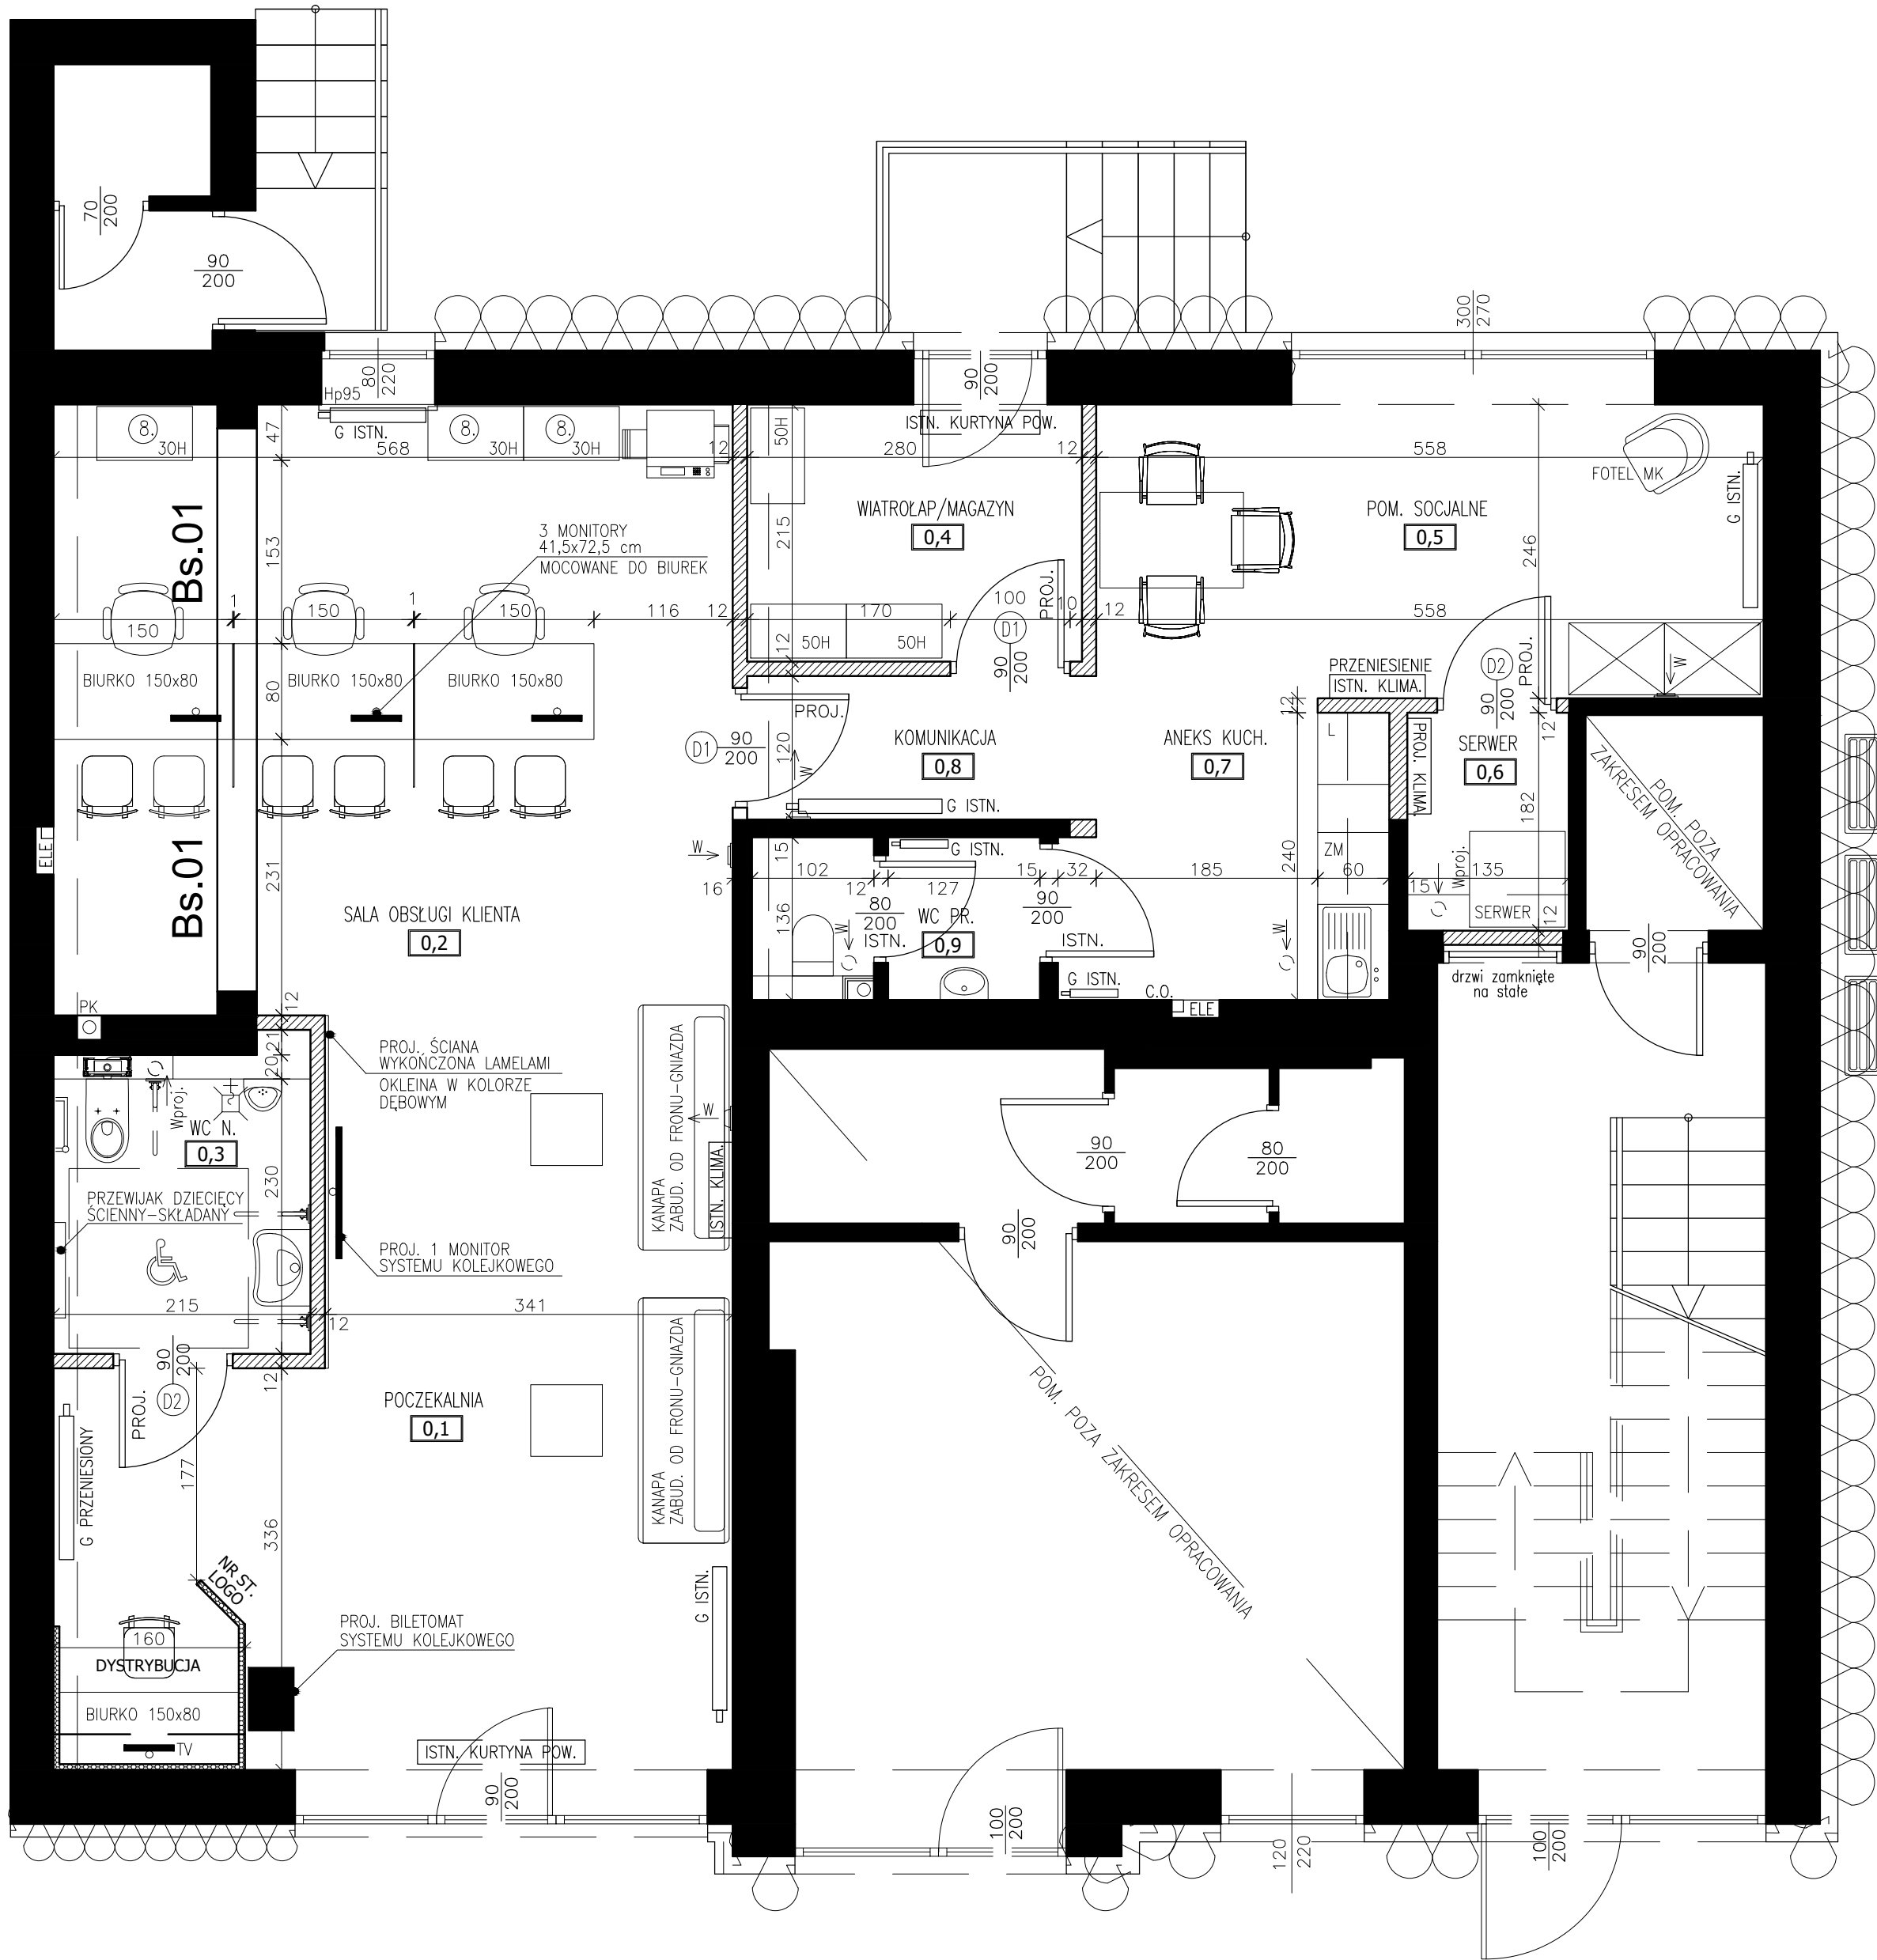 70
200
90
200
300
270
80
220
Hp95
G ISTN.
90
200
ISTN. KURTYNA POW.
8.
30H
8.
30H
8.
30H
47
568
12
280
12
558
50H
FOTEL MK
G ISTN.
Bs.01
153
3 MONITORY
41,5x72,5 cm
MOCOWANE DO BIUREK
215
WIATROŁAP/MAGAZYN
0,4
POM. SOCJALNE
0,5
246
150
1
150
1
150
116
12
170
100
10
12
558
PROJ.
D1
90
200
50H
50H
12
BIURKO 150x80
BIURKO 150x80
BIURKO 150x80
80
PRZENIESIENIE
ISTN. KLIMA.
D2
90
200
PROJ.
W
PROJ.
D1
90
200
120
W
KOMUNIKACJA
0,8
ANEKS KUCH.
0,7
12
L
PROJ. KLIMA.
SERWER
0,6
12
POM. POZA
ZAKRESEM OPRACOWANIA
G ISTN.
ELE
Bs.01
231
W
16
15
102
12
127
15
32
185
240
60
ZM
15
135
182
Wproj.
SERWER
12
G ISTN.
80
200
ISTN.
136
W
WC PR.
0,9
90
200
ISTN.
W
G ISTN.
C.O.
ELE
drzwi zamknięte
na stałe
90
200
SALA OBSŁUGI KLIENTA
0,2
PK
12
21
20
PROJ. ŚCIANA
WYKOŃCZONA LAMELAMI
OKLEINA W KOLORZE
DĘBOWYM
KANAPA
ZABUD. OD FRONU-GNIAZDA
W
ISTN. KLIMA.
Wproj.
WC N.
0,3
230
PRZEWIJAK DZIECIĘCY
ŚCIENNY-SKŁADANY
PROJ. 1 MONITOR
SYSTEMU KOLEJKOWEGO
90
200
80
200
90
200
215
12
341
90
200
12
PROJ.
D2
POCZEKALNIA
0,1
KANAPA
ZABUD. OD FRONU-GNIAZDA
POM. POZA ZAKRESEM OPRACOWANIA
G PRZENIESIONY
177
336
NR ST.
LOGO
G ISTN.
PROJ. BILETOMAT
SYSTEMU KOLEJKOWEGO
160
DYSTRYBUCJA
BIURKO 150x80
TV
ISTN. KURTYNA POW.
90
200
100
200
120
220
100
200